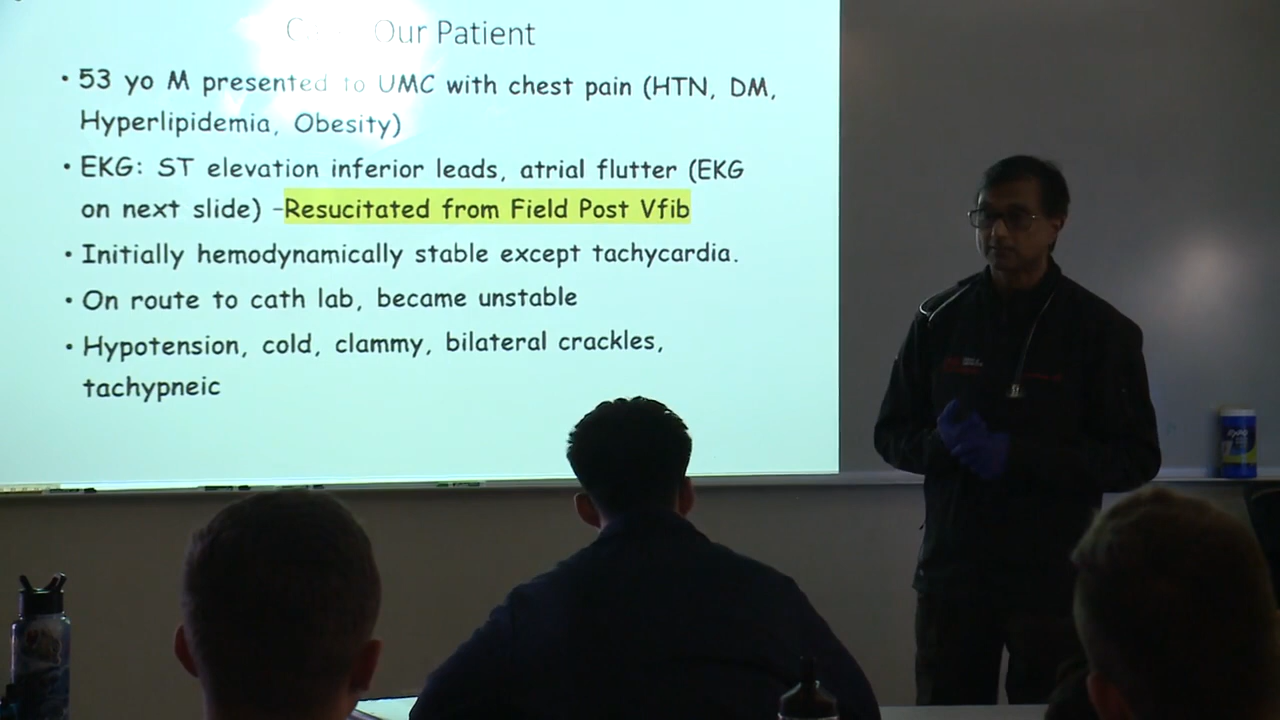 Our Patient
• 53 yo M presented to UMC with chest pain (HTN, DM,
Hyperlipidemia, Obesity)
• EKG: ST elevation inferior leads, atrial flutter (EKG
on next slide) -Resucitated from Field Post Vfib
• Initially hemodynamically stable except tachycardia.
• On route to cath lab, became unstable
• Hypotension, cold, clammy, bilateral crackles,
tachypneic